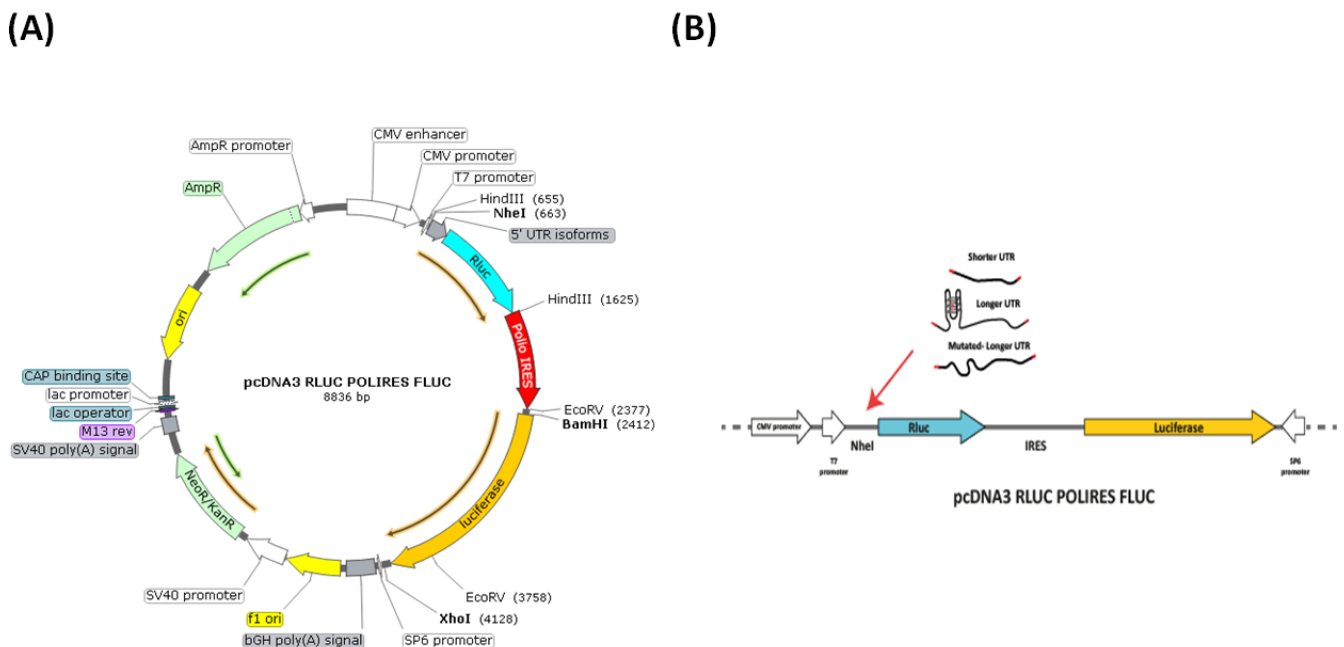 (A)
CMV enhancer
AmpR promoter
CMV promoter
T7 promoter
AmpR
HindIII (655)
NheI (663)
5' UTR isoforms
Rluc
HindIII (1625)
ori
Polio IRES
CAP binding site
lac promoter
lac operator
M13 rev
SV40 poly(A) signal
pcDNA3 RLUC POLIRES FLUC
8836 bp
EcoRV (2377)
BamHI (2412)
NeoR/KanR
luciferase
SV40 promoter
EcoRV (3758)
f1 ori
XhoI (4128)
bGH poly(A) signal
SP6 promoter
(B)
Shorter UTR
Longer UTR
Mutated- Longer UTR
CMV promoter
T7
promoter
NheI
Rluc
IRES
Luciferase
SP6
promoter
pcDNA3 RLUC POLIRES FLUC